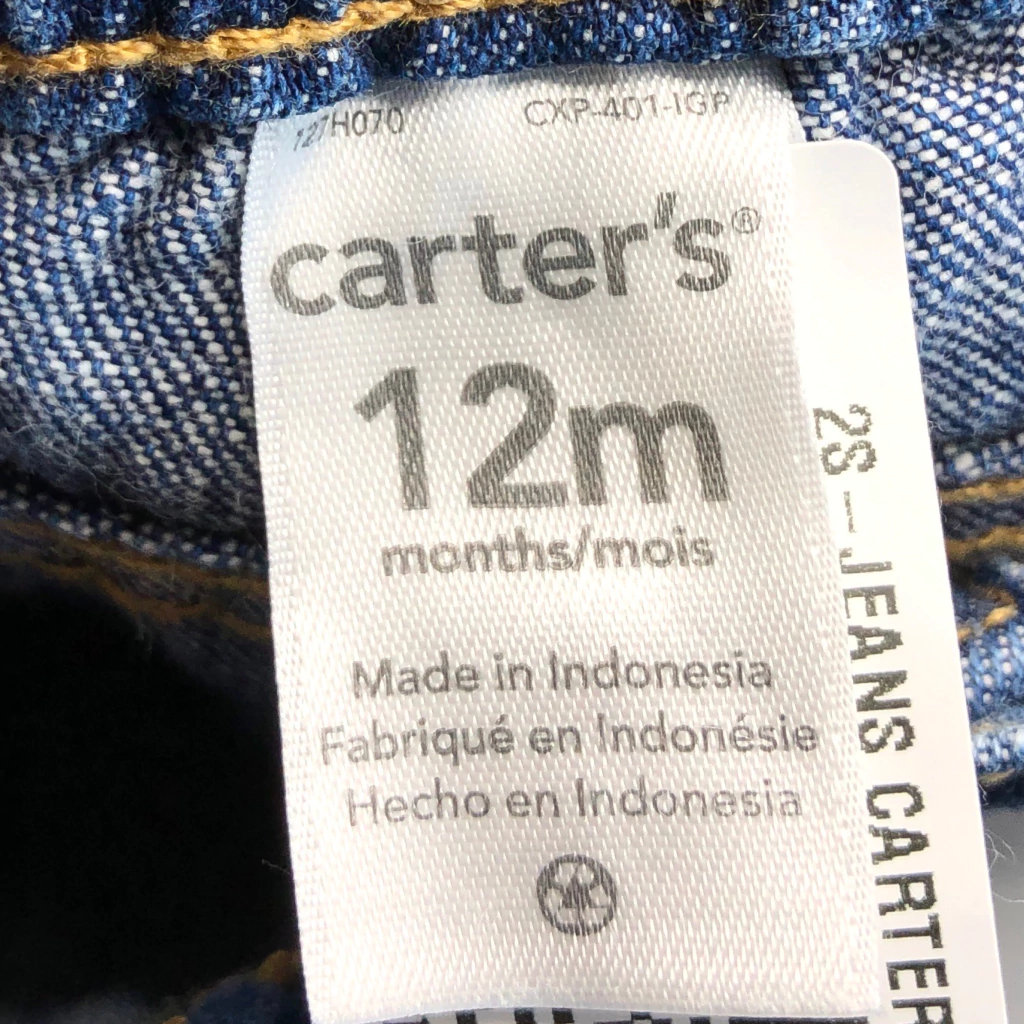 127H070 CXP-401-IGP
carter's®
12m
months/mois
Made in Indonesia
Fabriqué en Indonésie
Hecho en Indonesia
2S-JEANS CARTER